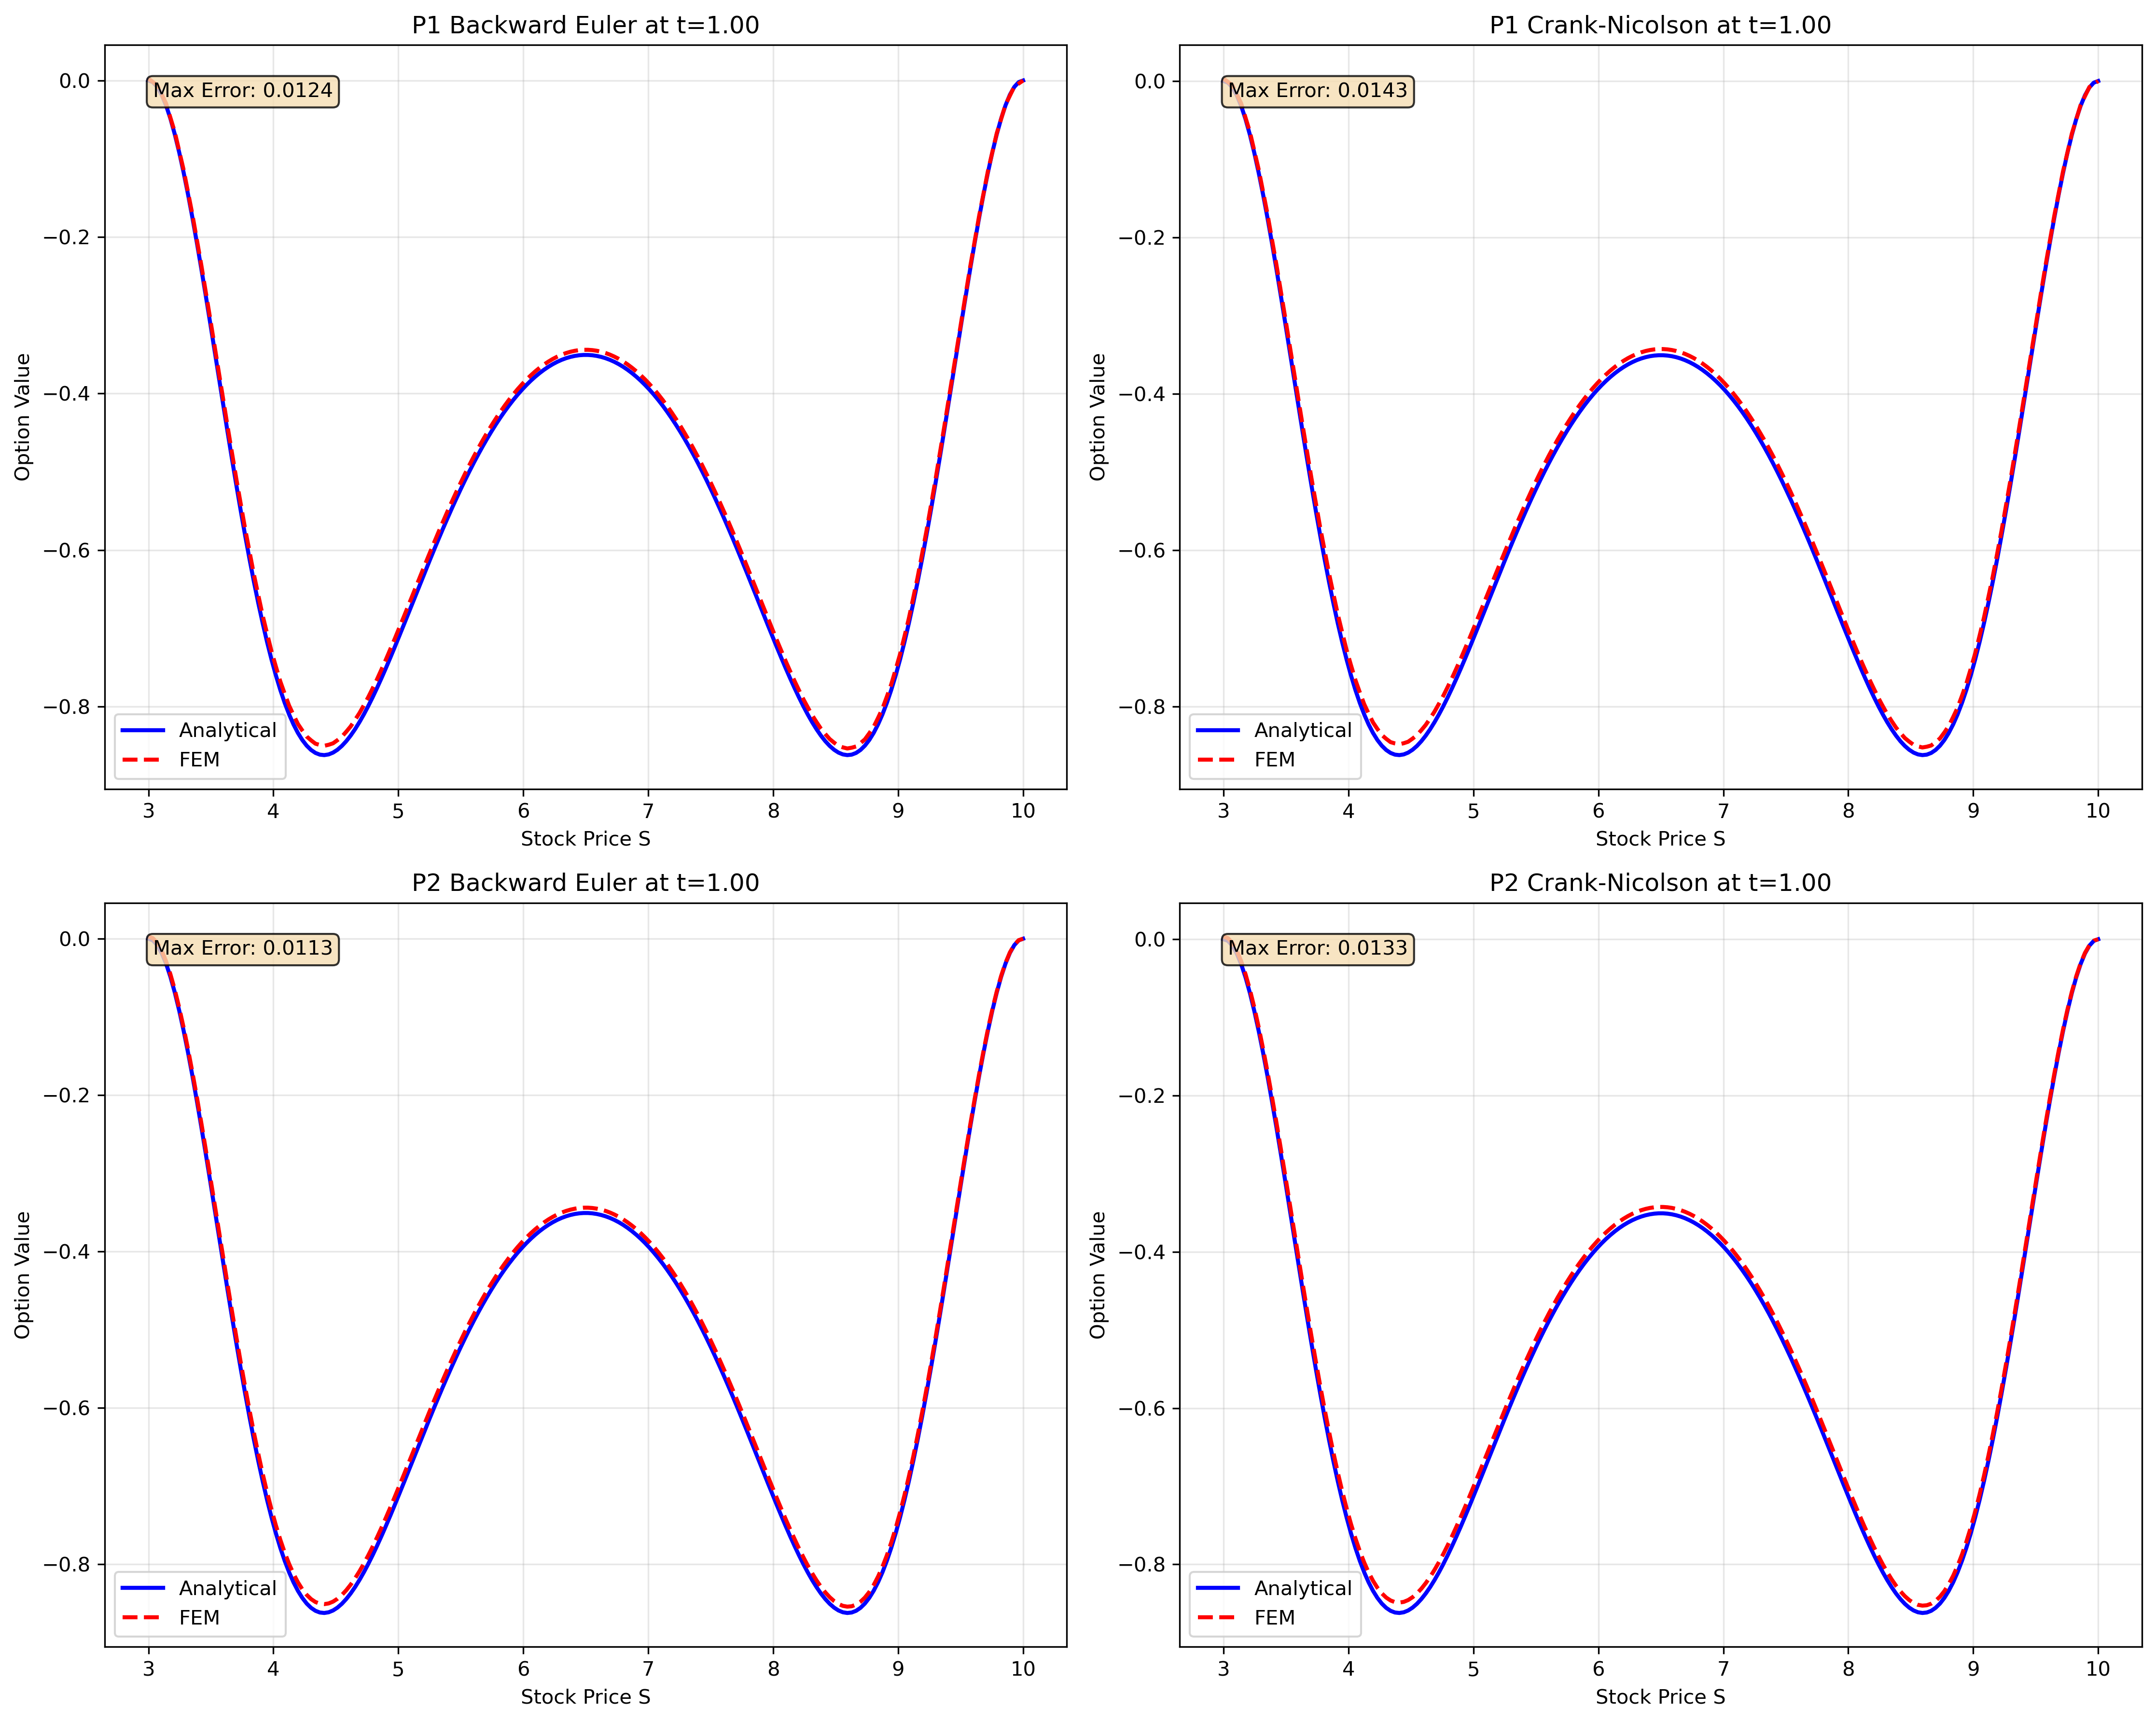 P1 Backward Euler at t=1.00
Max Error: 0.0124
0.0
−0.2
−0.4
−0.6
−0.8
Option Value
Analytical
FEM
3 4 5 6 7 8 9 10
Stock Price S
P1 Crank-Nicolson at t=1.00
Max Error: 0.0143
0.0
−0.2
−0.4
−0.6
−0.8
Option Value
Analytical
FEM
3 4 5 6 7 8 9 10
Stock Price S
P2 Backward Euler at t=1.00
Max Error: 0.0113
0.0
−0.2
−0.4
−0.6
−0.8
Option Value
Analytical
FEM
3 4 5 6 7 8 9 10
Stock Price S
P2 Crank-Nicolson at t=1.00
Max Error: 0.0133
0.0
−0.2
−0.4
−0.6
−0.8
Option Value
Analytical
FEM
3 4 5 6 7 8 9 10
Stock Price S